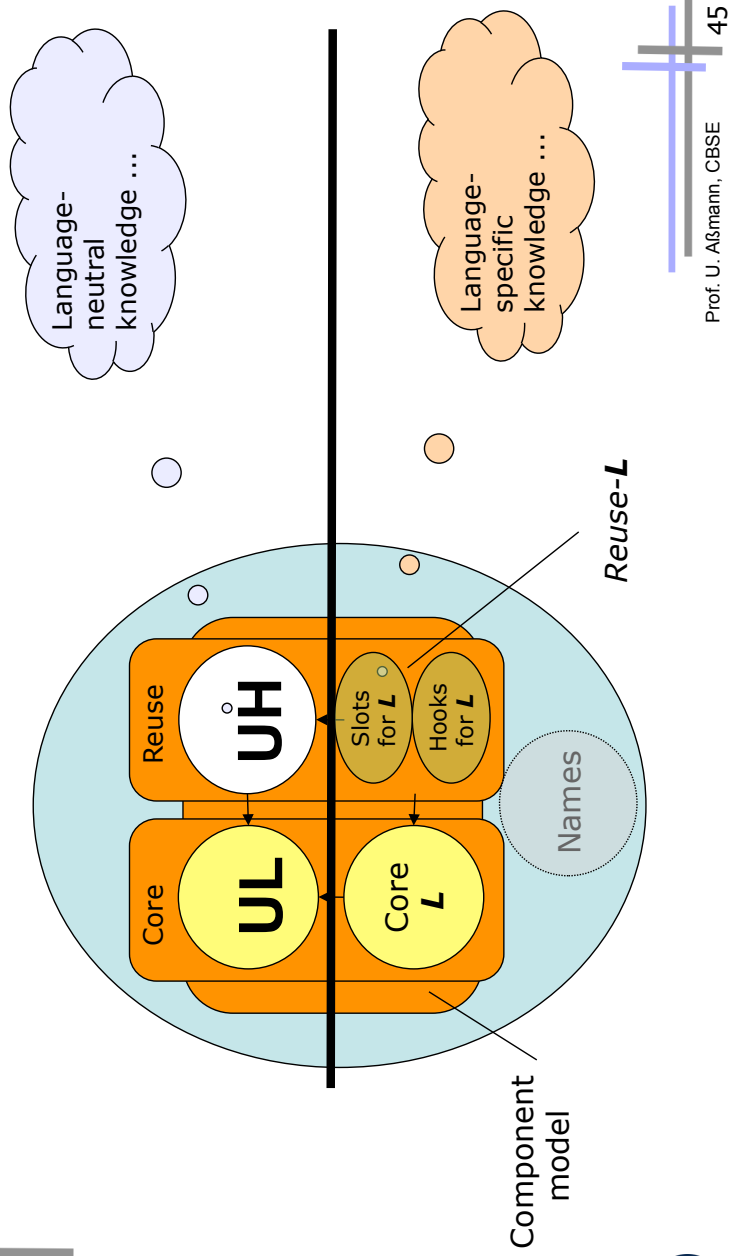 Language-
neutral
knowledge ...
Core
Reuse
UL
UH
Component
model
Core
L
Slots
for L
Hooks
for L
Names
Reuse-L
Language-
specific
knowledge ...
Prof. U. Aßmann, CBSE
45